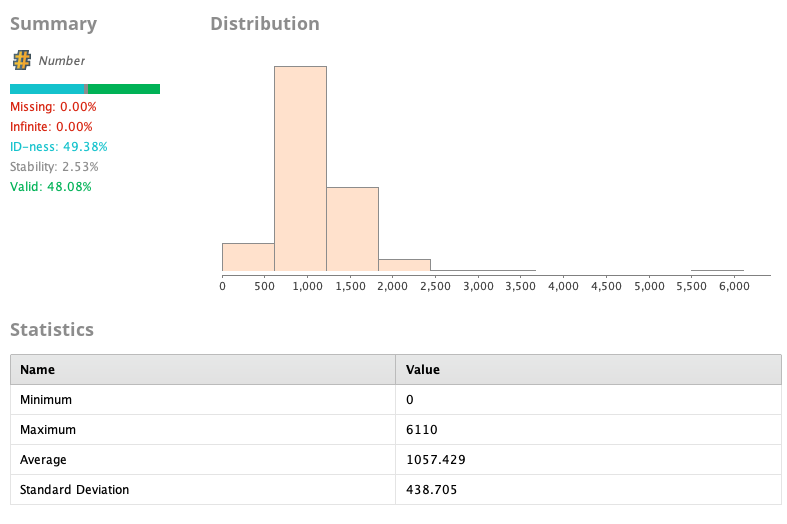 Summary
Distribution
# Number
Missing: 0.00%
Infinite: 0.00%
ID-ness: 49.38%
Stability: 2.53%
Valid: 48.08%
0 500 1,000 1,500 2,000 2,500 3,000 3,500 4,000 4,500 5,000 5,500 6,000
Statistics
Name Value
Minimum 0
Maximum 6110
Average 1057.429
Standard Deviation 438.705